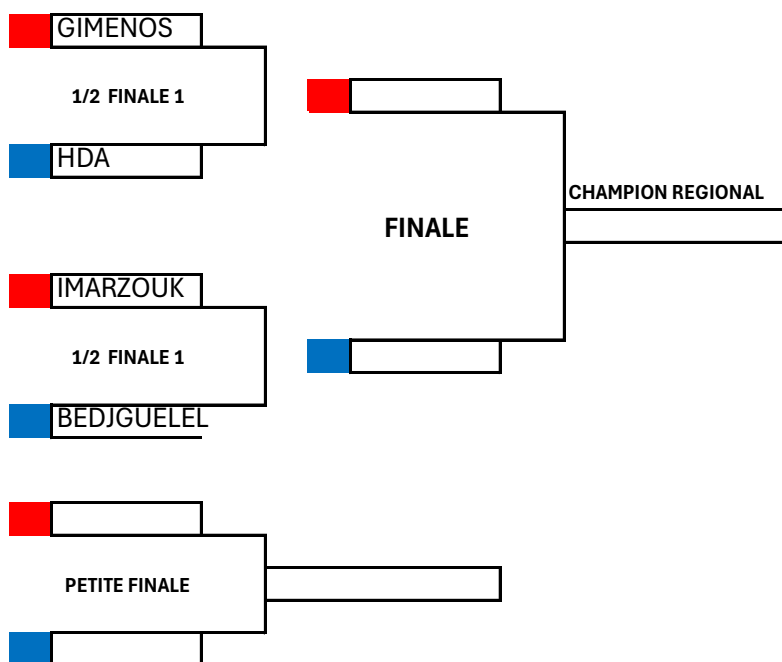 GIMENOS
1/2 FINALE 1
HDA
CHAMPION REGIONAL
FINALE
IMARZOUK
1/2 FINALE 1
BEDJGUELEL
PETITE FINALE